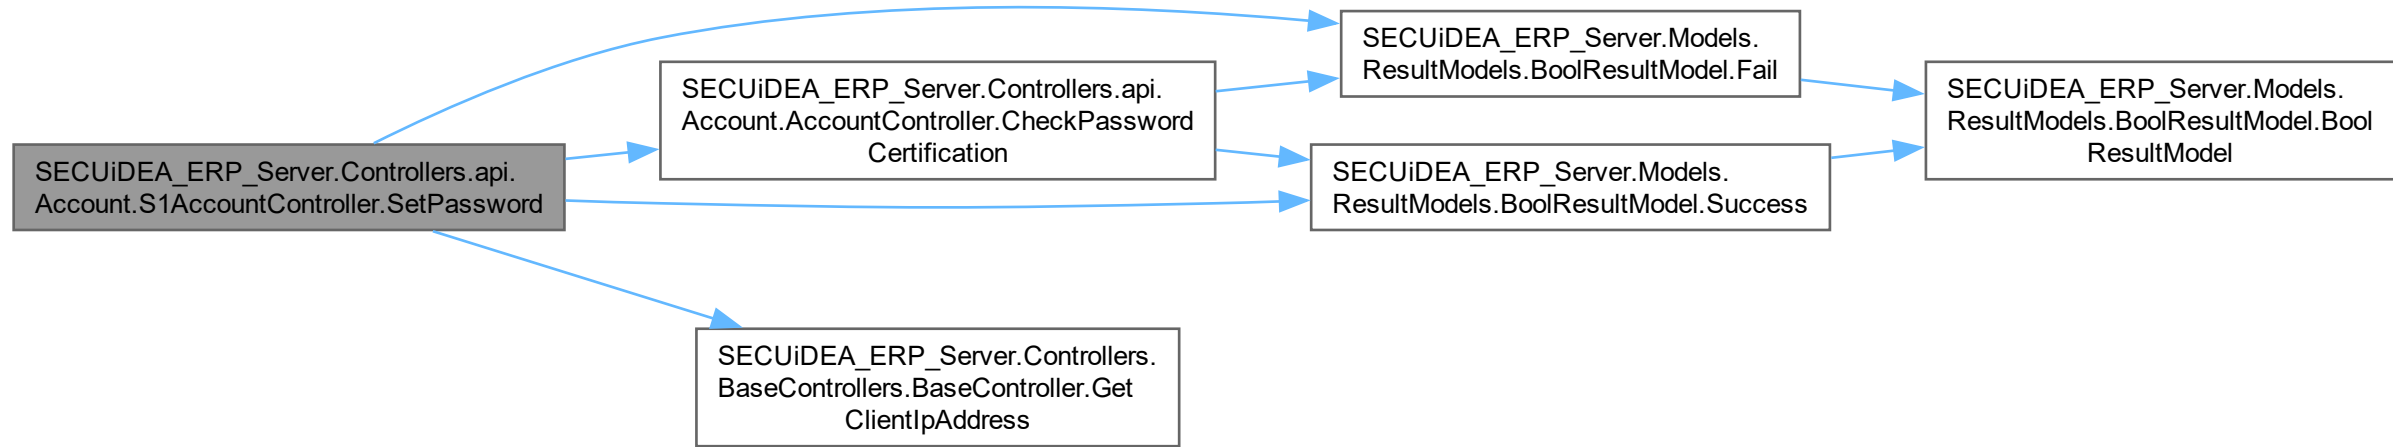 SECUiDEA_ERP_Server.Controllers.api.
Account.S1AccountController.SetPassword
SECUiDEA_ERP_Server.Controllers.api.
Account.AccountController.CheckPassword
Certification
SECUiDEA_ERP_Server.Models.
ResultModels.BoolResultModel.Fail
SECUiDEA_ERP_Server.Models.
ResultModels.BoolResultModel.Success
SECUiDEA_ERP_Server.Models.
ResultModels.BoolResultModel.Bool
ResultModel
SECUiDEA_ERP_Server.Controllers.
BaseControllers.BaseController.Get
ClientIpAddress